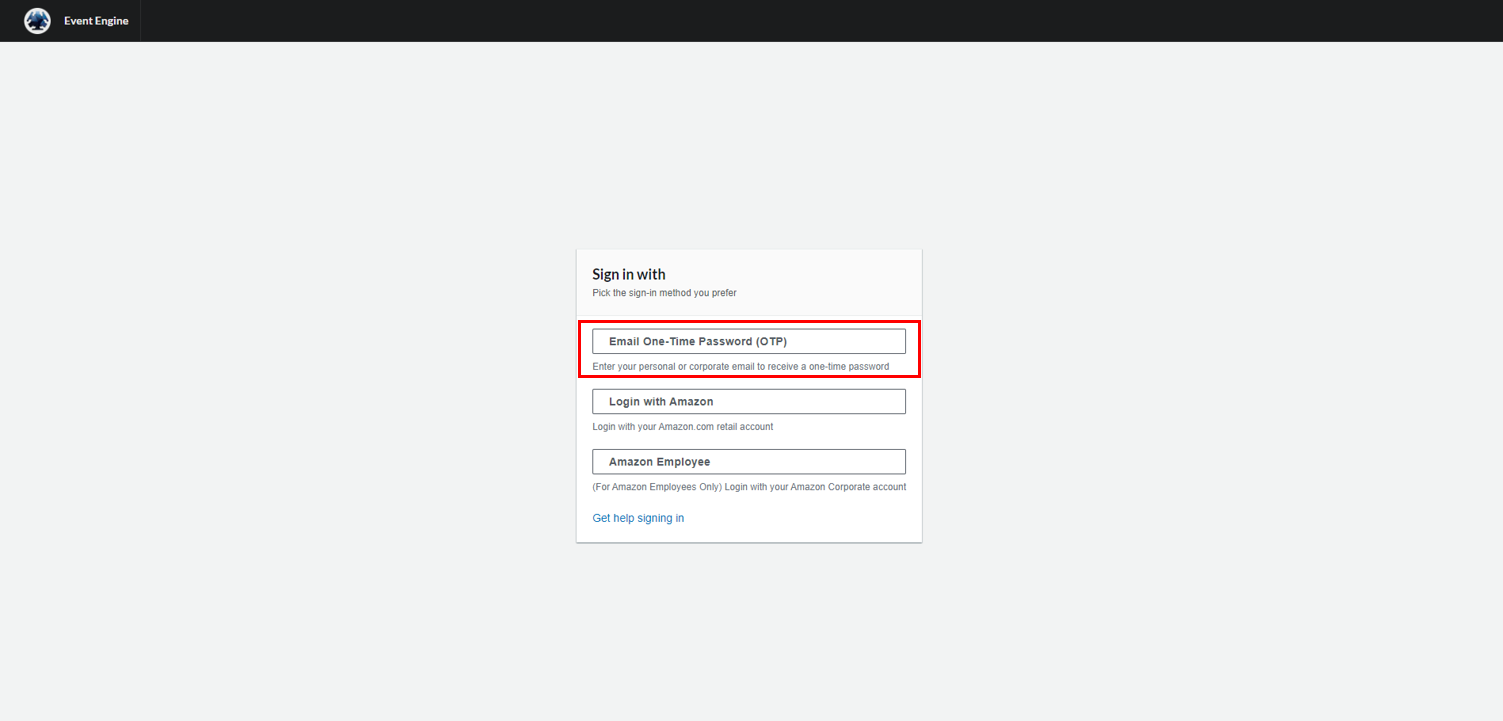 Event Engine
Sign in with
Pick the sign-in method you prefer
Email One-Time Password (OTP)
Enter your personal or corporate email to receive a one-time password
Login with Amazon
Login with your Amazon.com retail account
Amazon Employee
(For Amazon Employees Only) Login with your Amazon Corporate account
Get help signing in